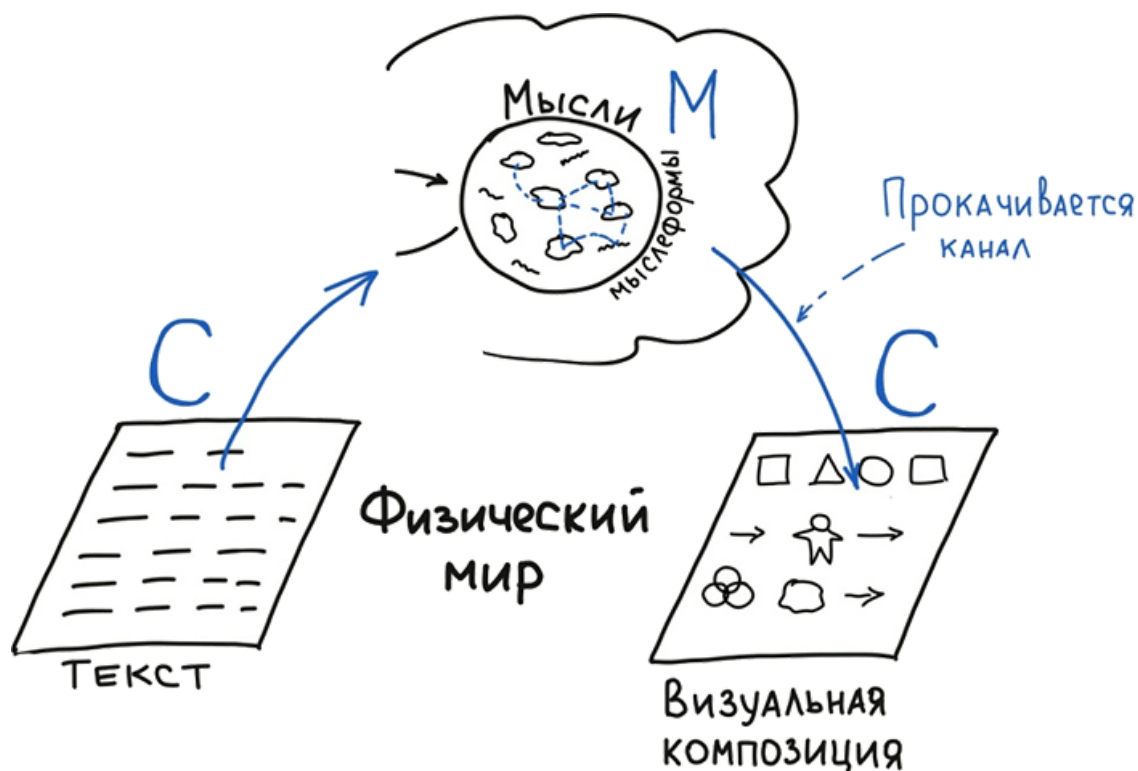 Мысли
М
мыслеформы
Прокачивается
канал
С
С
Физический
мир
Текст
Визуальная
композиция